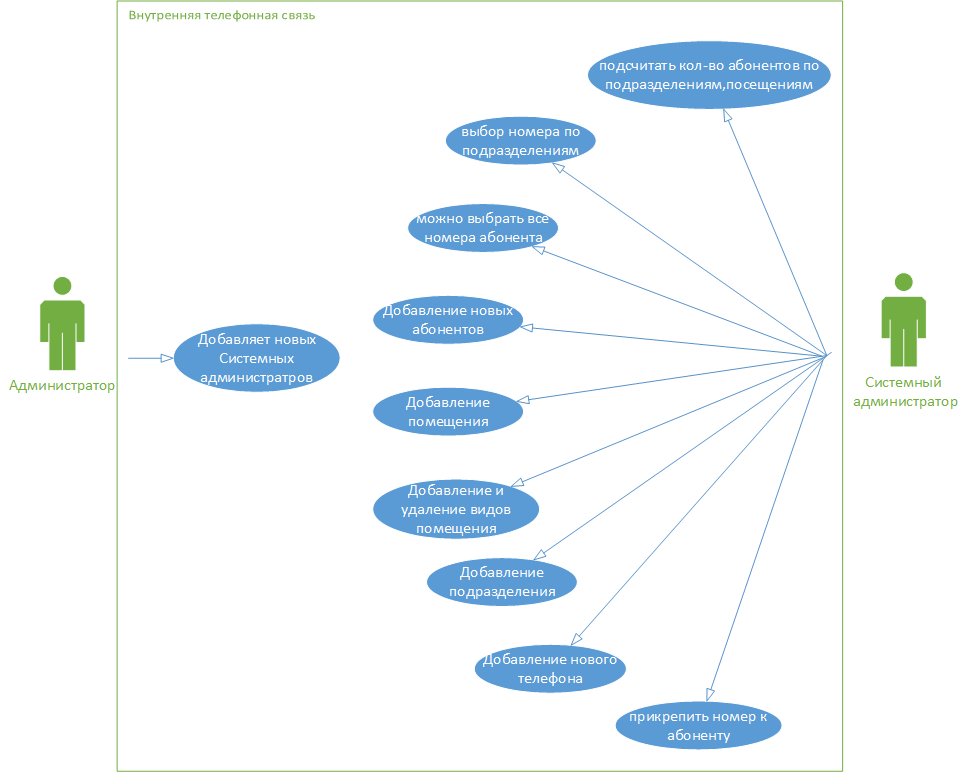 Внутренняя телефонная связь
подсчитать кол-во абонентов по
подразделениям,посещениям
выбор номера по
подразделениям
можно выбрать все
номера абонента
Добавление новых
абонентов
Добавляет новых
Системных
администратров
Администратор
Системный
администратор
Добавление
помещения
Добавление и
удаление видов
помещения
Добавление
подразделения
Добавление нового
телефона
прикрепить номер к
абоненту